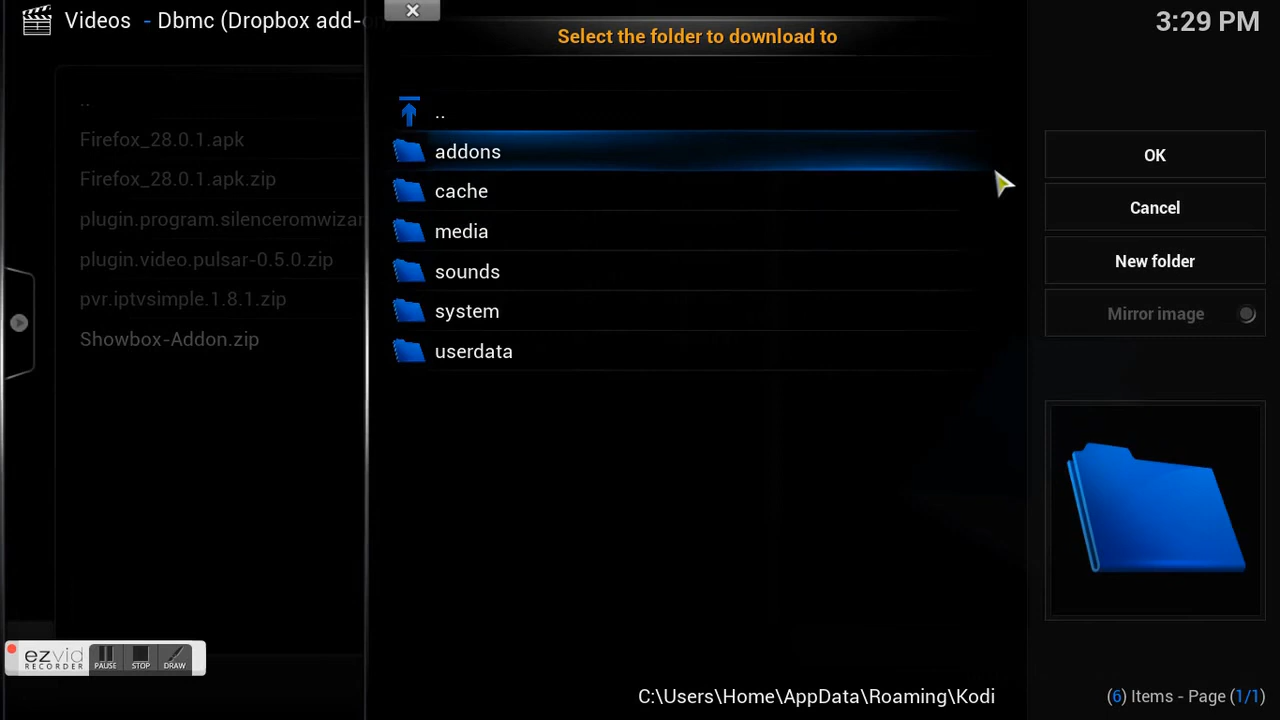 Videos - Dbmc (Dropbox add-on
Select the folder to download to
3:29 PM
..
Firefox_28.0.1.apk
Firefox_28.0.1.apk.zip
plugin.program.silenceromwizar
plugin.video.pulsar-0.5.0.zip
pvr.iptvsimple.1.8.1.zip
Showbox-Addon.zip
..
addons
cache
media
sounds
system
userdata
OK
Cancel
New folder
Mirror image
ezvid
RECORDER
PAUSE
STOP
DRAW
C:\Users\Home\AppData\Roaming\Kodi
(6) Items - Page (1/1)